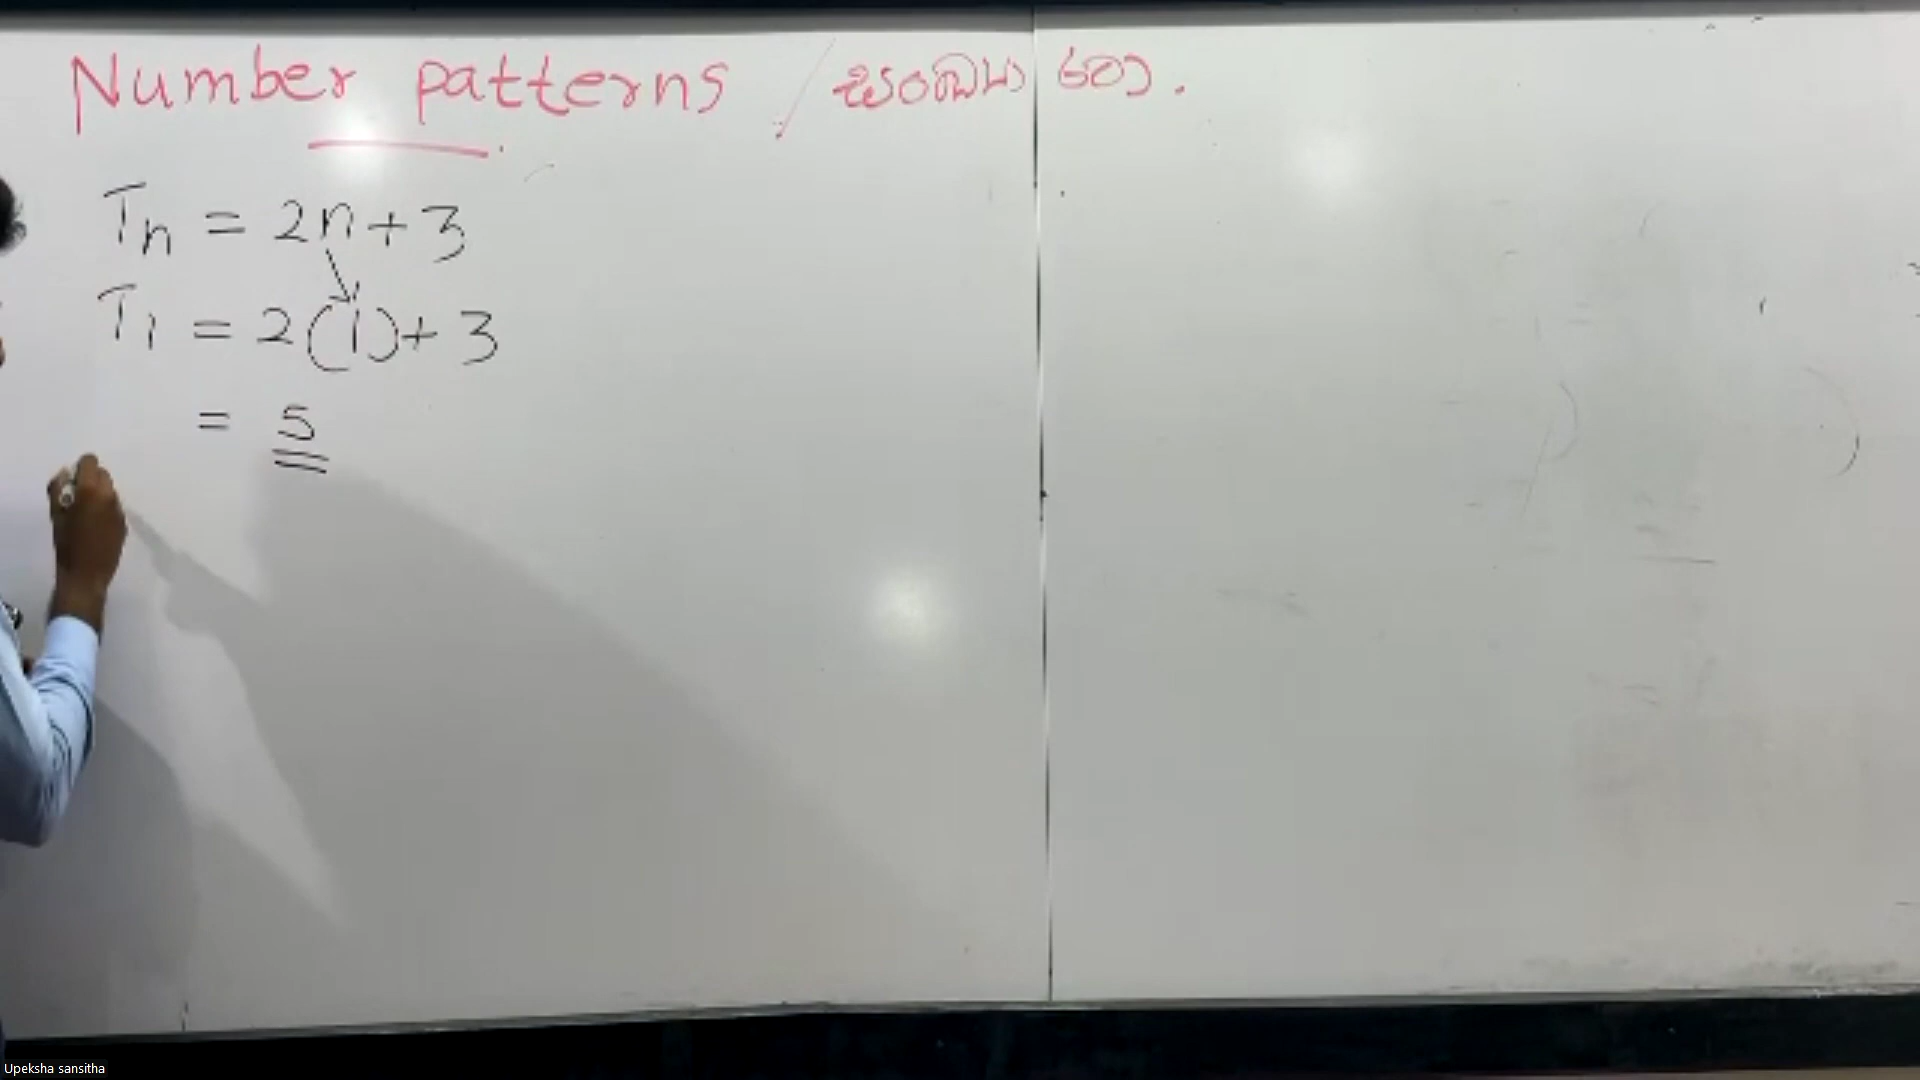 Number patterns / සංඛ්‍යා රටා.
Tn = 2n + 3
T1 = 2(1) + 3
= 5
Upeksha sansitha